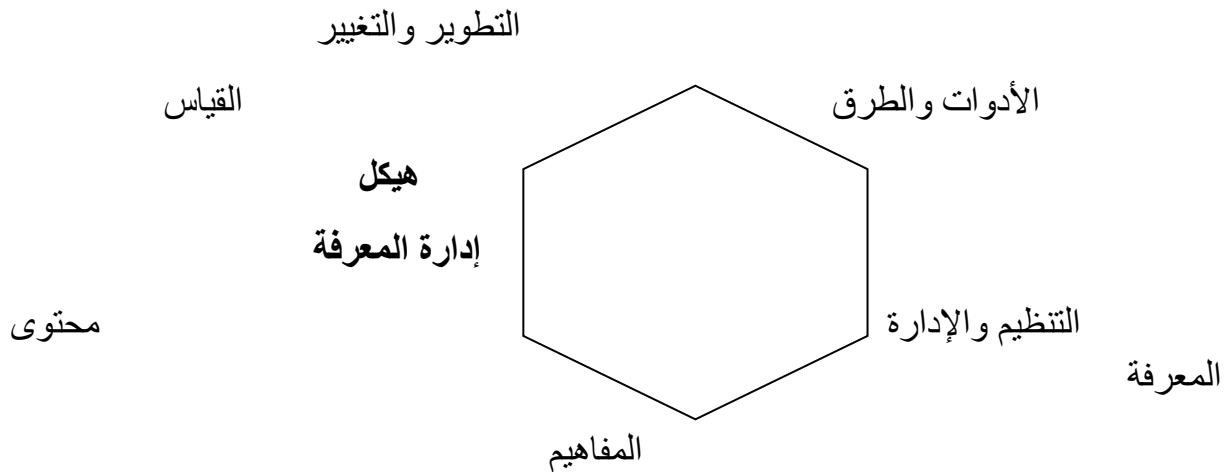 التطوير والتغيير
الأدوات والطرق
القياس
هيكل
إدارة المعرفة
التنظيم والإدارة
محتوى
المعرفة
المفاهيم